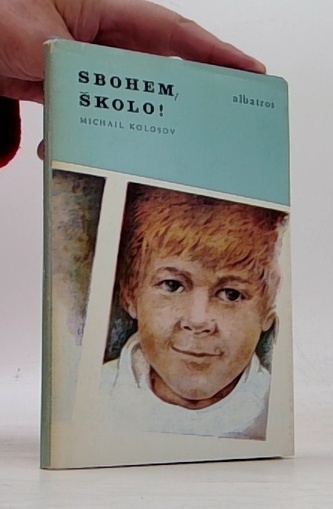 SBOHEM,
ŠKOLO!
albatros
MICHAIL KOLOSOV